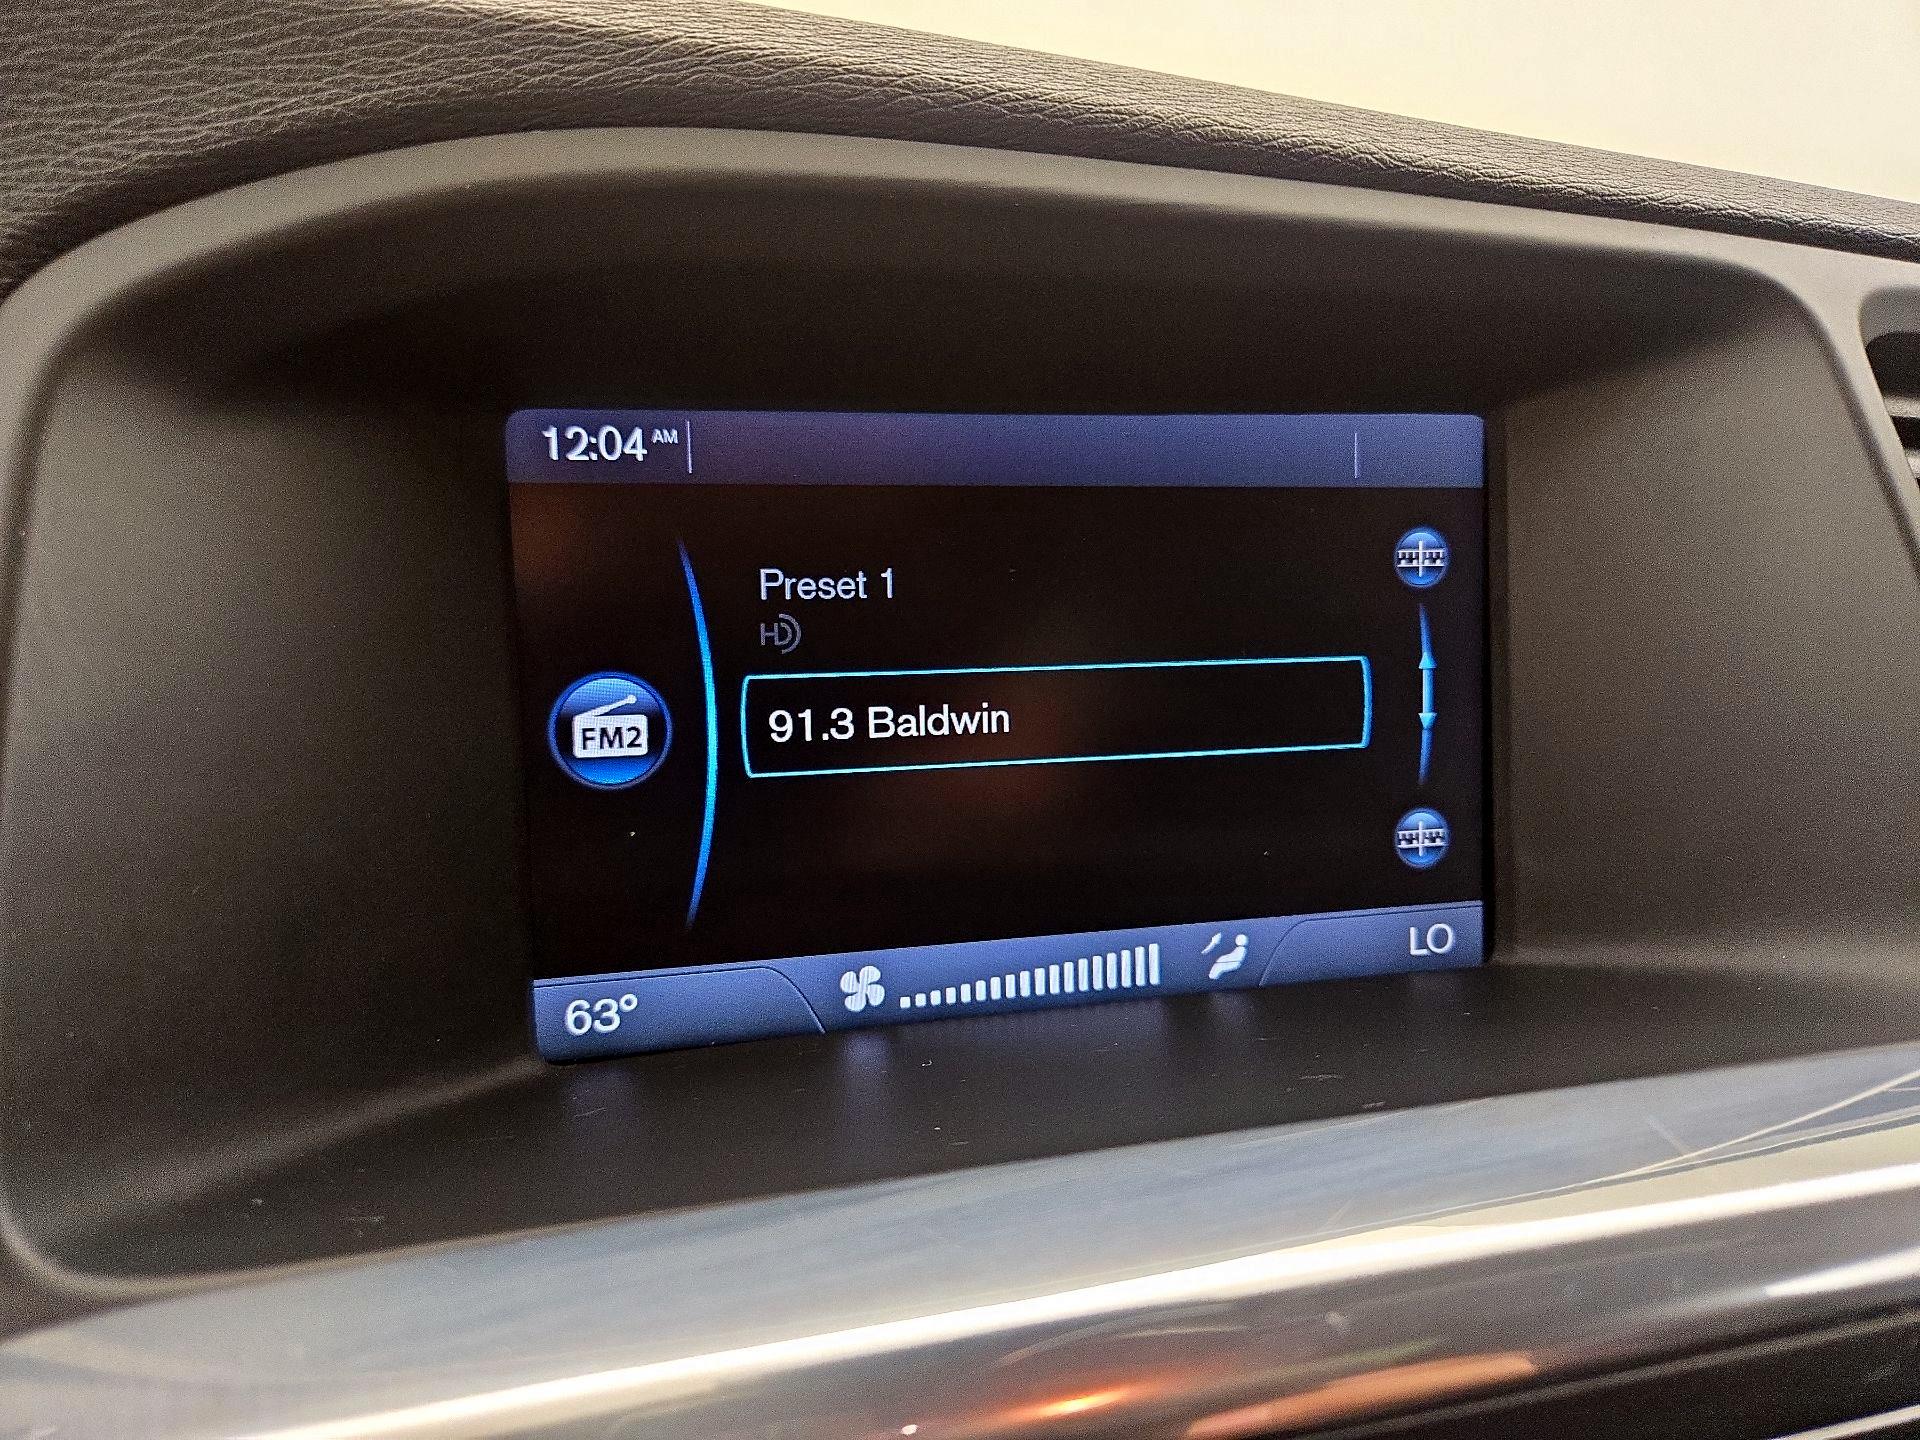 12:04 AM
Preset 1
HD
91.3 Baldwin
FM2
63° LO